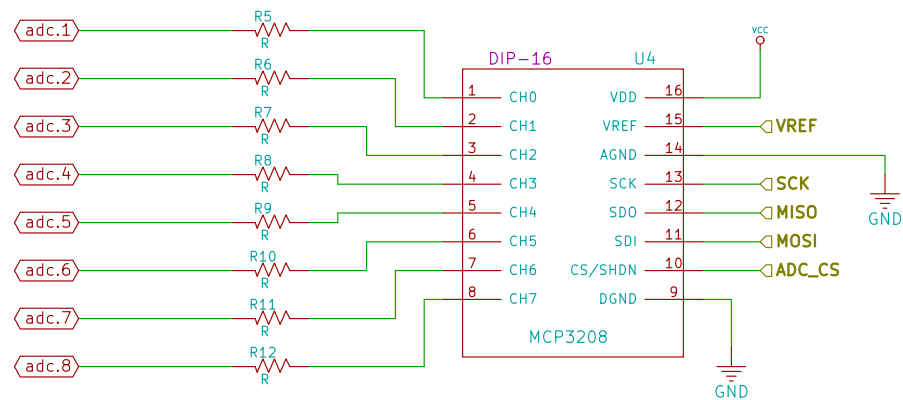 adc.1
R5
R
adc.2
R6
R
adc.3
R7
R
adc.4
R8
R
adc.5
R9
R
adc.6
R10
R
adc.7
R11
R
adc.8
R12
R
DIP-16 U4
1 CH0 VDD 16
2 CH1 VREF 15
3 CH2 AGND 14
4 CH3 SCK 13
5 CH4 SDO 12
6 CH5 SDI 11
7 CH6 CS/SHDN 10
8 CH7 DGND 9
MCP3208
VCC
VREF
SCK
MISO
MOSI
ADC_CS
GND
GND